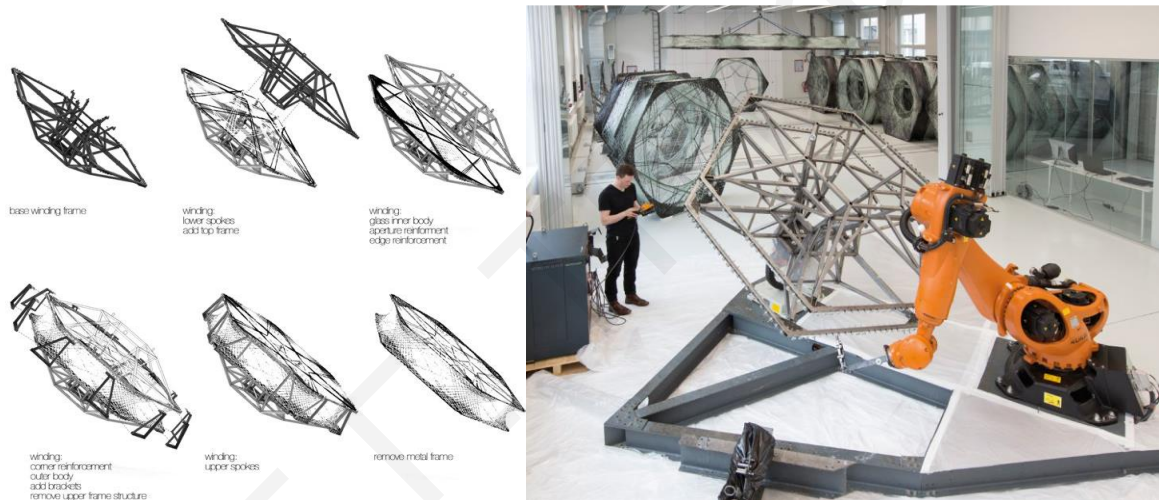 base winding frame
winding:
lower spokes
add top frame
winding:
glass inner body
aperture reinforment
edge reinforcement
winding:
corner reinforcement
outer body
add brackets
remove upper frame structure
winding:
upper spokes
remove metal frame